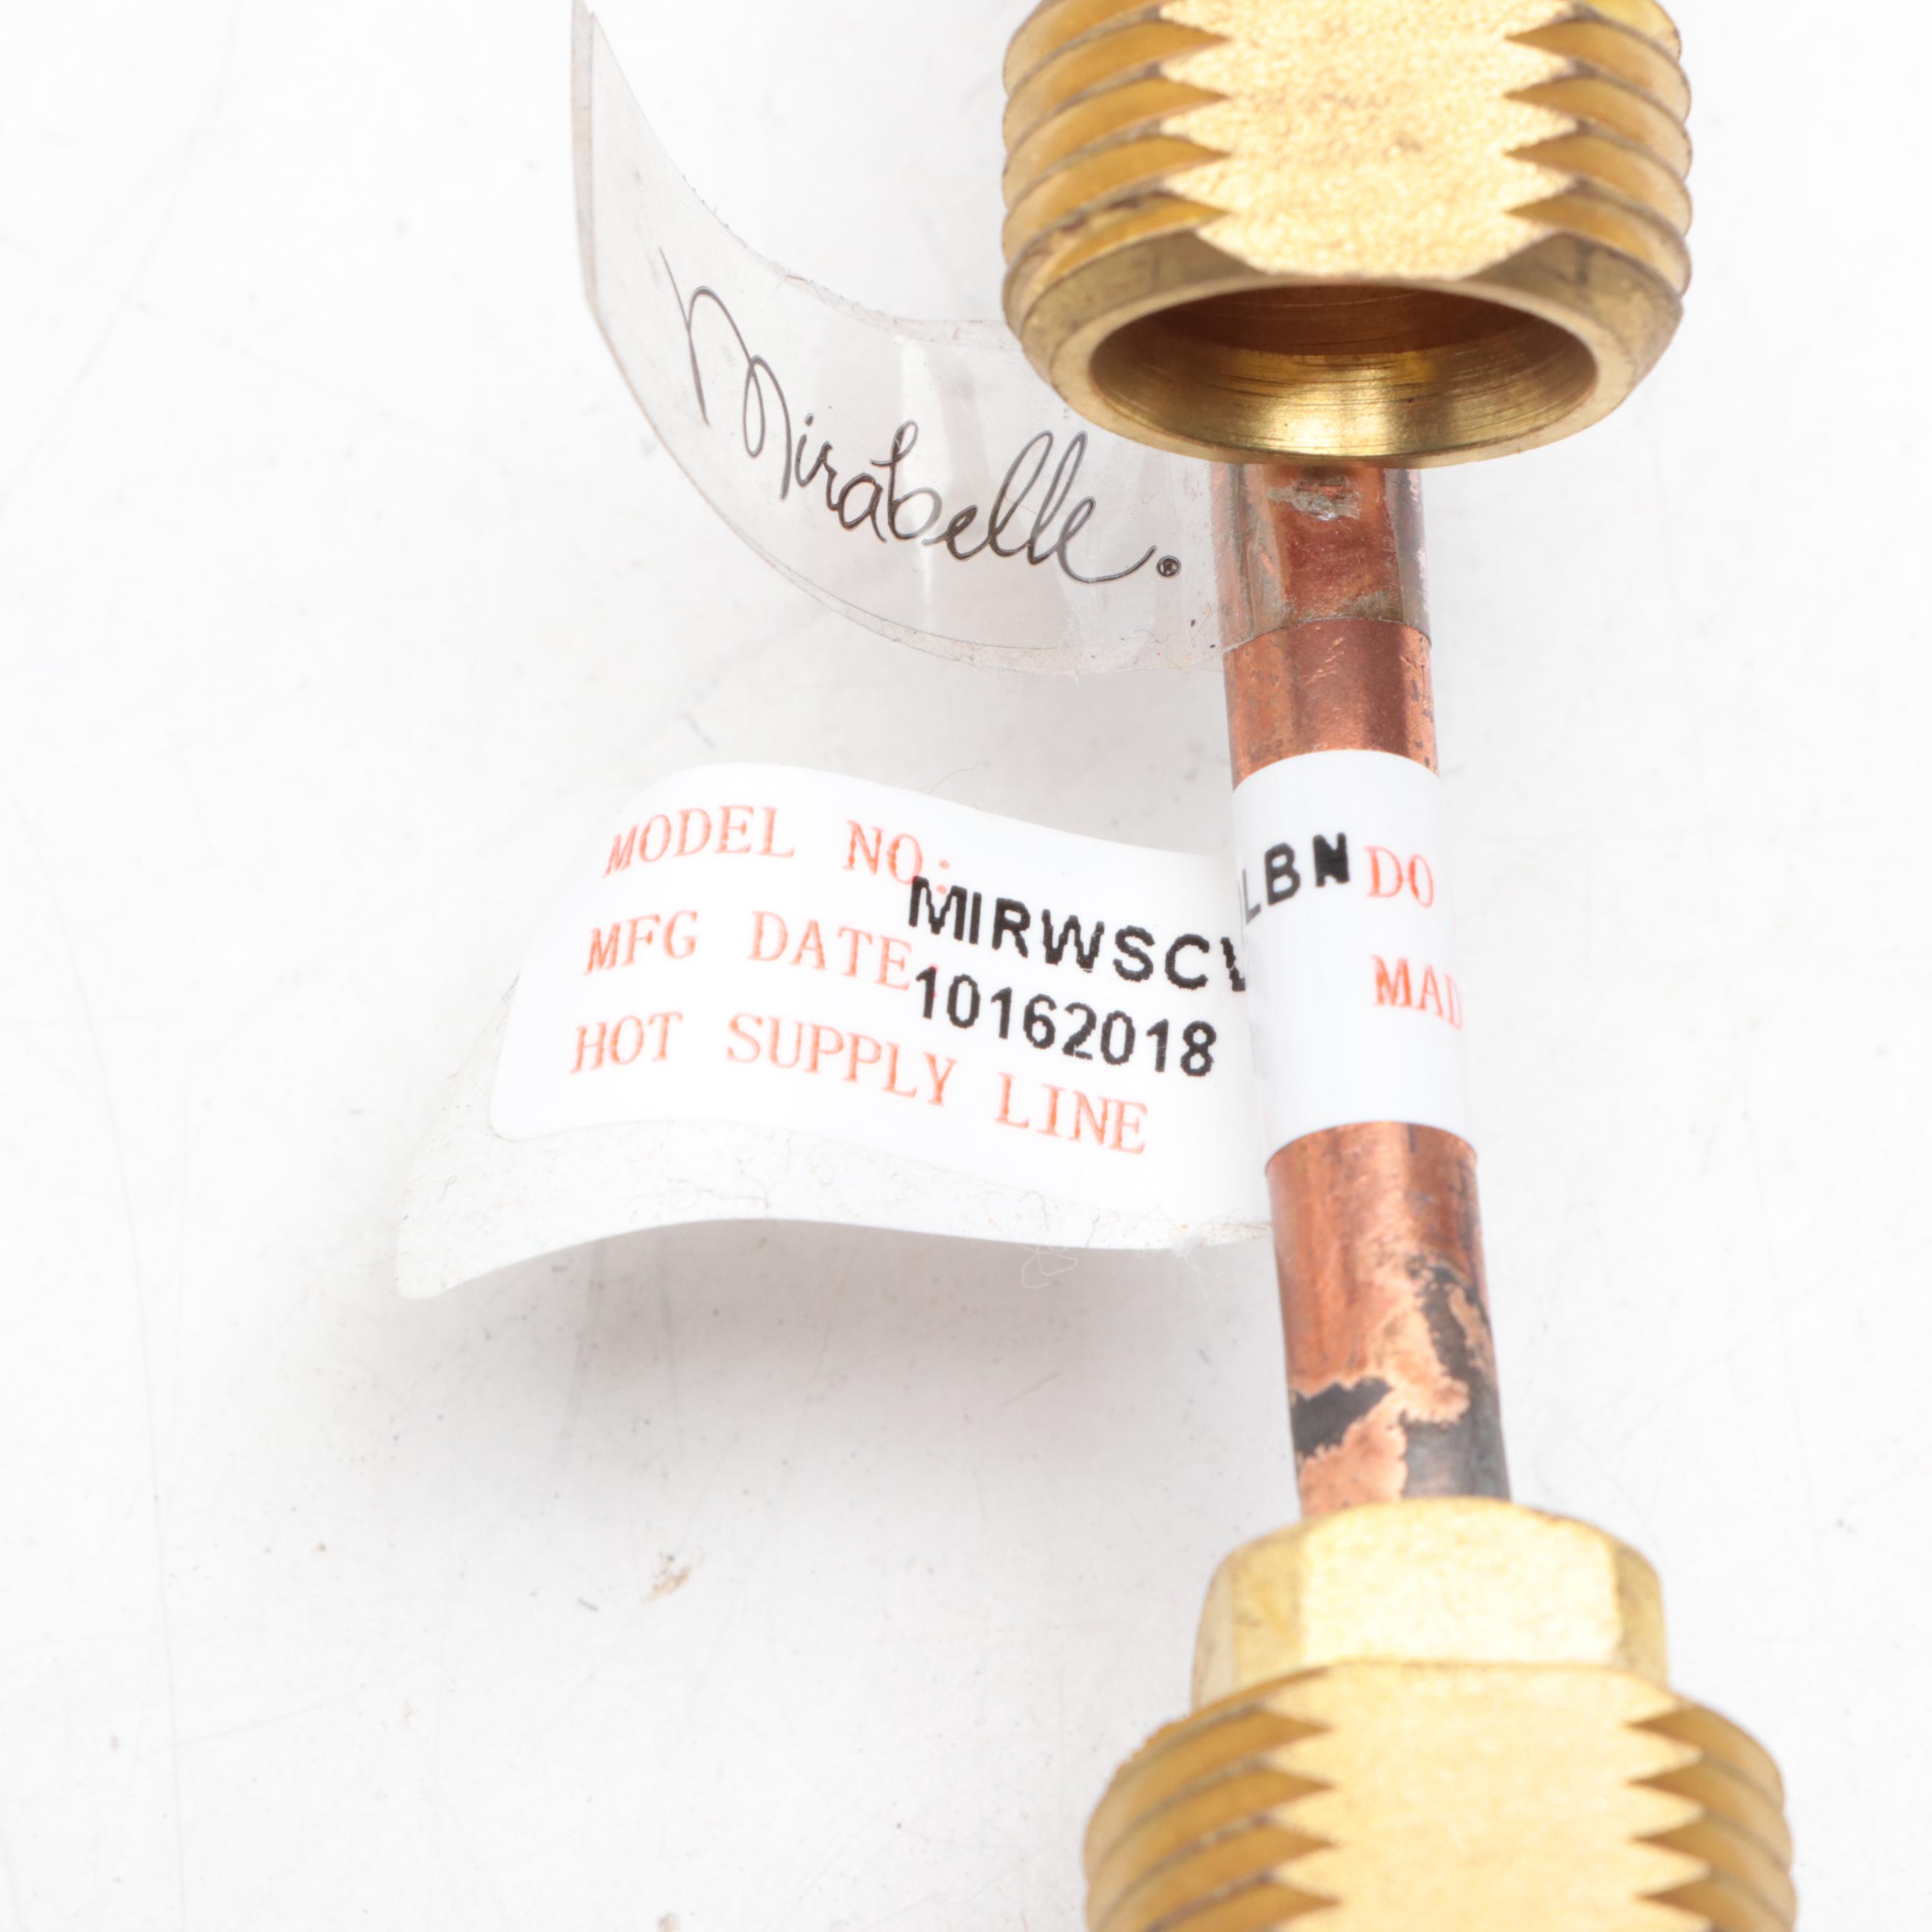 Mirabelle®
MODEL NO:
MIRWSCV LBN DO
MFG DATE:
10162018
MAD
HOT SUPPLY LINE